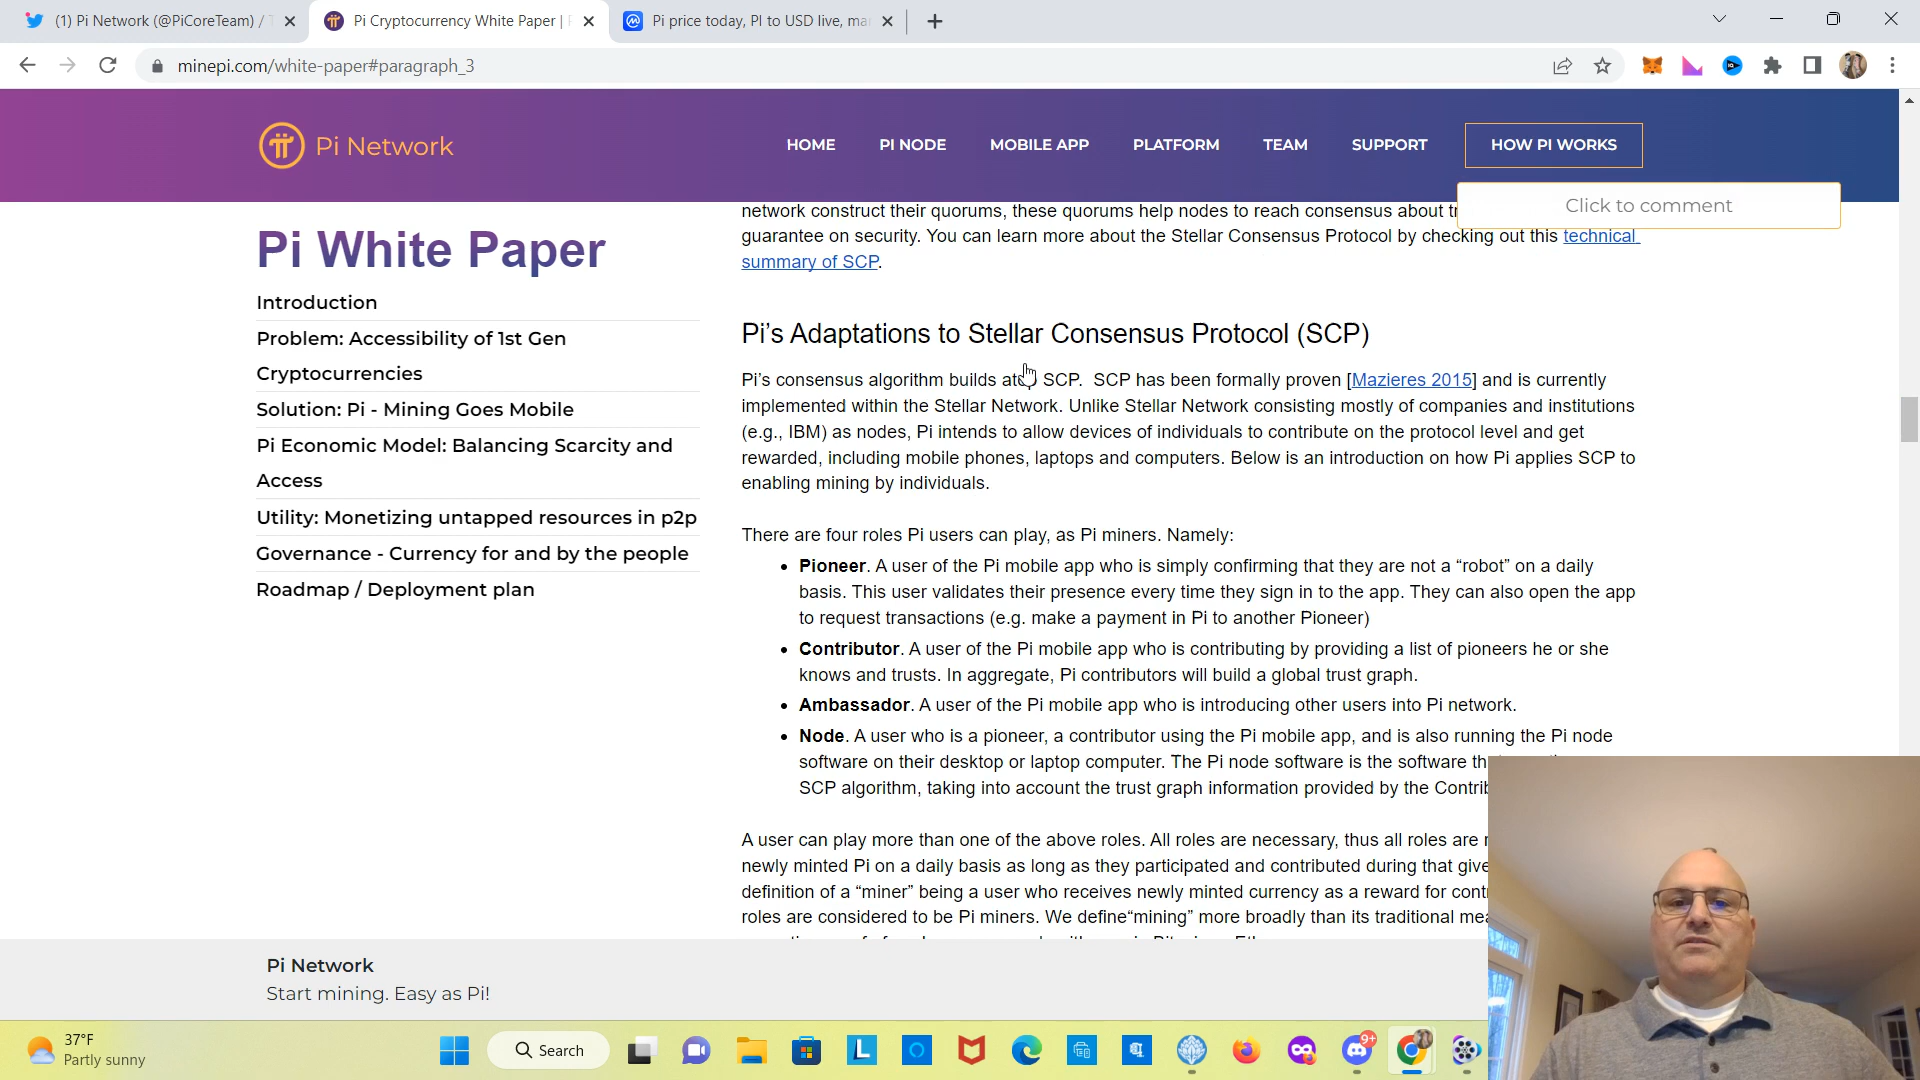 (1) Pi Network (@PiCoreTeam) /
Pi Cryptocurrency White Paper |
Pi price today, PI to USD live, ma
minepi.com/white-paper#paragraph_3
Pi Network
HOME
PI NODE
MOBILE APP
PLATFORM
TEAM
SUPPORT
HOW PI WORKS
Click to comment
Pi White Paper
Introduction
Problem: Accessibility of 1st Gen
Cryptocurrencies
Solution: Pi - Mining Goes Mobile
Pi Economic Model: Balancing Scarcity and
Access
Utility: Monetizing untapped resources in p2p
Governance - Currency for and by the people
Roadmap / Deployment plan
network construct their quorums, these quorums help nodes to reach consensus about
guarantee on security. You can learn more about the Stellar Consensus Protocol by checking out this technical
summary of SCP.
Pi's Adaptations to Stellar Consensus Protocol (SCP)
Pi's consensus algorithm builds atop SCP. SCP has been formally proven [Mazieres 2015] and is currently
implemented within the Stellar Network. Unlike Stellar Network consisting mostly of companies and institutions
(e.g., IBM) as nodes, Pi intends to allow devices of individuals to contribute on the protocol level and get
rewarded, including mobile phones, laptops and computers. Below is an introduction on how Pi applies SCP to
enabling mining by individuals.
There are four roles Pi users can play, as Pi miners. Namely:
• Pioneer. A user of the Pi mobile app who is simply confirming that they are not a “robot” on a daily
basis. This user validates their presence every time they sign in to the app. They can also open the app
to request transactions (e.g. make a payment in Pi to another Pioneer)
• Contributor. A user of the Pi mobile app who is contributing by providing a list of pioneers he or she
knows and trusts. In aggregate, Pi contributors will build a global trust graph.
• Ambassador. A user of the Pi mobile app who is introducing other users into Pi network.
• Node. A user who is a pioneer, a contributor using the Pi mobile app, and is also running the Pi node
software on their desktop or laptop computer. The Pi node software is the software
SCP algorithm, taking into account the trust graph information provided by the Contrib
A user can play more than one of the above roles. All roles are necessary, thus all roles are
newly minted Pi on a daily basis as long as they participated and contributed during that give
definition of a “miner” being a user who receives newly minted currency as a reward for cont
roles are considered to be Pi miners. We define“mining” more broadly than its traditional mea
Pi Network
Start mining. Easy as Pi!
37°F
Partly sunny
Search
9+